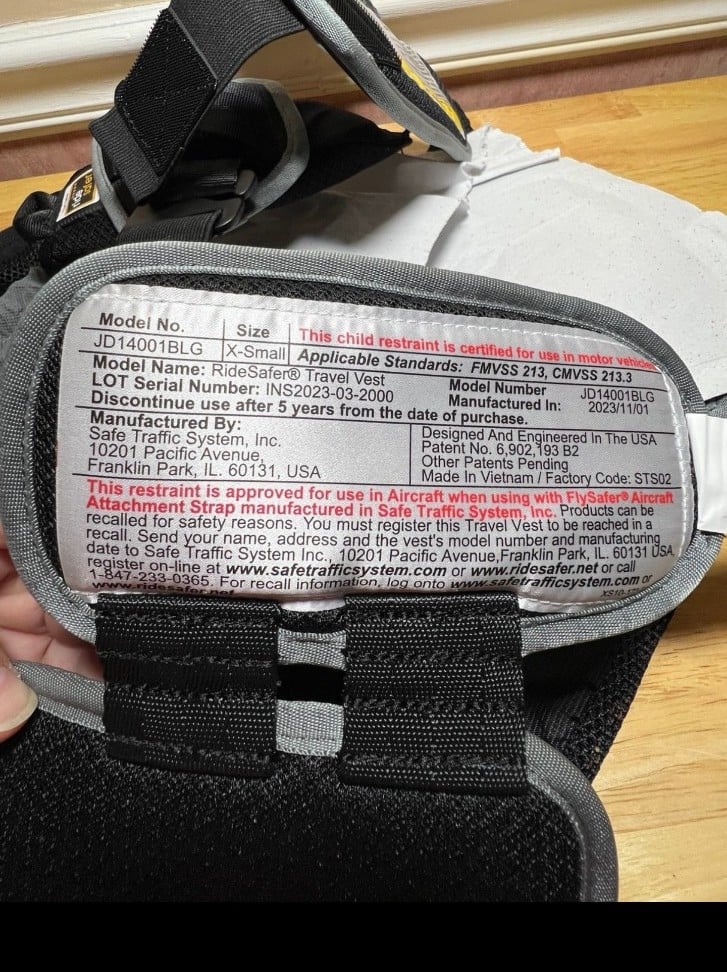 ride safer
Model No.
JD14001BLG
Size
X-Small
This child restraint is certified for use in motor vehicles
Applicable Standards: FMVSS 213, CMVSS 213.3
Model Name: RideSafer® Travel Vest
LOT Serial Number: INS2023-03-2000
Model Number JD14001BLG
Manufactured In: 2023/11/01
Discontinue use after 5 years from the date of purchase.
Manufactured By:
Safe Traffic System, Inc.
10201 Pacific Avenue,
Franklin Park, IL. 60131, USA
Designed And Engineered In The USA
Patent No. 6,902,193 B2
Other Patents Pending
Made In Vietnam / Factory Code: STS02
This restraint is approved for use in Aircraft when using with FlySafer® Aircraft
Attachment Strap manufactured in Safe Traffic System, Inc. Products can be
recalled for safety reasons. You must register this Travel Vest to be reached in a
recall. Send your name, address and the vest's model number and manufacturing
date to Safe Traffic System Inc., 10201 Pacific Avenue,Franklin Park, IL. 60131 USA,
register on-line at www.safetrafficsystem.com or www.ridesafer.net or call
1-847-233-0365. For recall information, log onto www.safetrafficsystem.com or
www.ridesafer.net